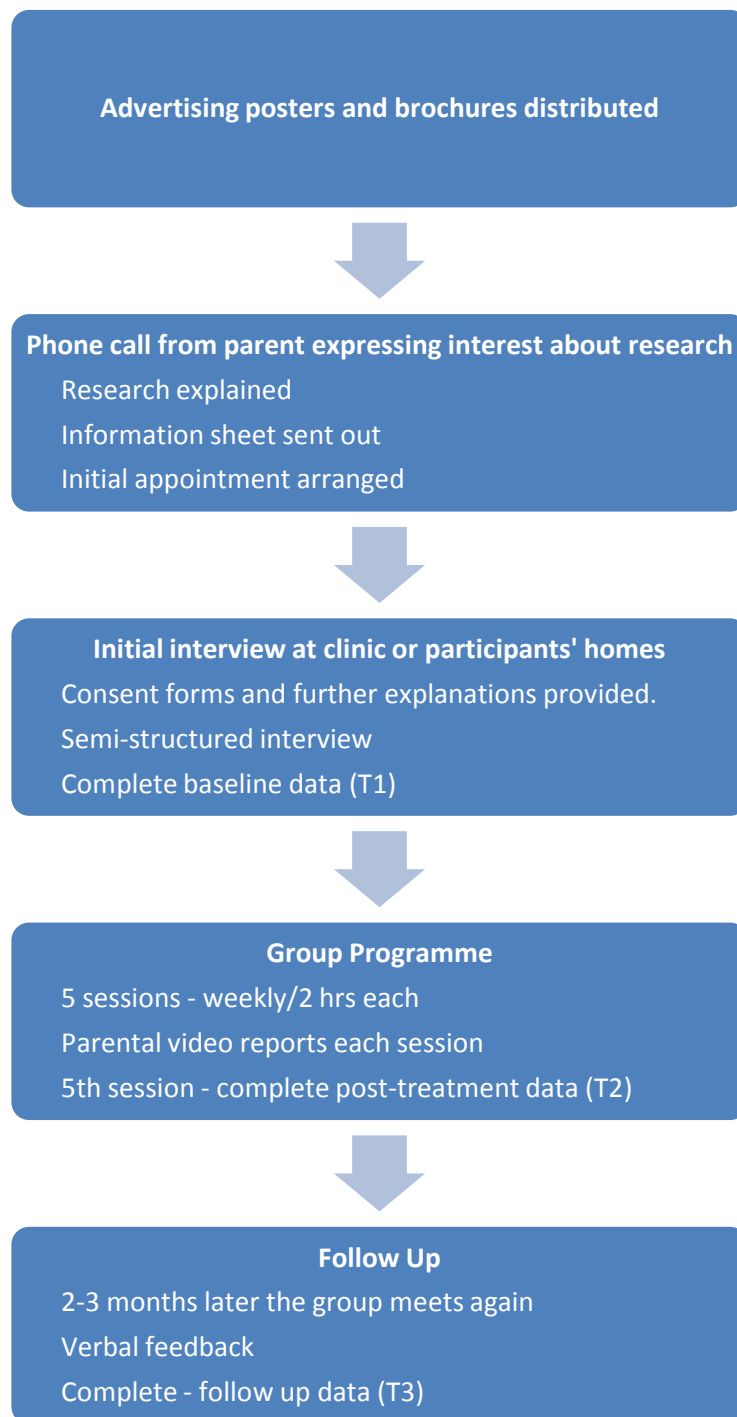 Advertising posters and brochures distributed
Phone call from parent expressing interest about research
Research explained
Information sheet sent out
Initial appointment arranged
Initial interview at clinic or participants' homes
Consent forms and further explanations provided.
Semi-structured interview
Complete baseline data (T1)
Group Programme
5 sessions - weekly/2 hrs each
Parental video reports each session
5th session - complete post-treatment data (T2)
Follow Up
2-3 months later the group meets again
Verbal feedback
Complete - follow up data (T3)